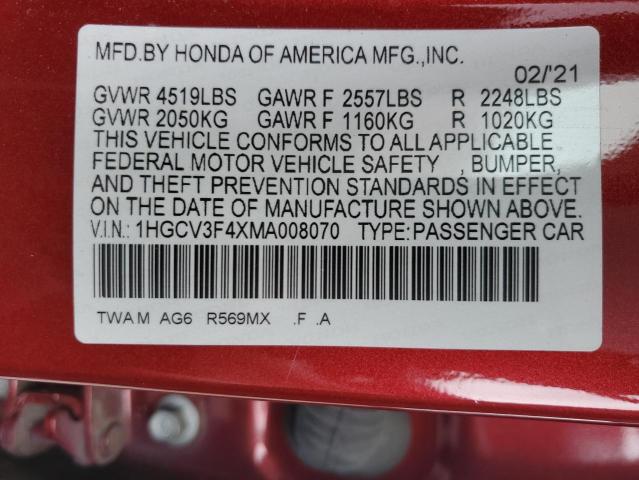 MFD.BY HONDA OF AMERICA MFG.,INC.
02/'21
GVWR 4519LBS GAWR F 2557LBS R 2248LBS
GVWR 2050KG GAWR F 1160KG R 1020KG
THIS VEHICLE CONFORMS TO ALL APPLICABLE
FEDERAL MOTOR VEHICLE SAFETY , BUMPER,
AND THEFT PREVENTION STANDARDS IN EFFECT
ON THE DATE OF MANUFACTURE SHOWN ABOVE.
V.I.N.: 1HGCV3F4XMA008070 TYPE:PASSENGER CAR
TWAM AG6 R569MX .F .A